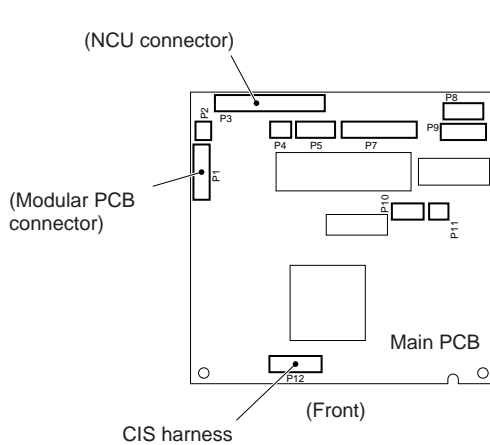 (NCU connector)
P8
P2
P3
P4
P5
P7
P9
P1
(Modular PCB
connector)
P10
P11
Main PCB
P12
(Front)
CIS harness